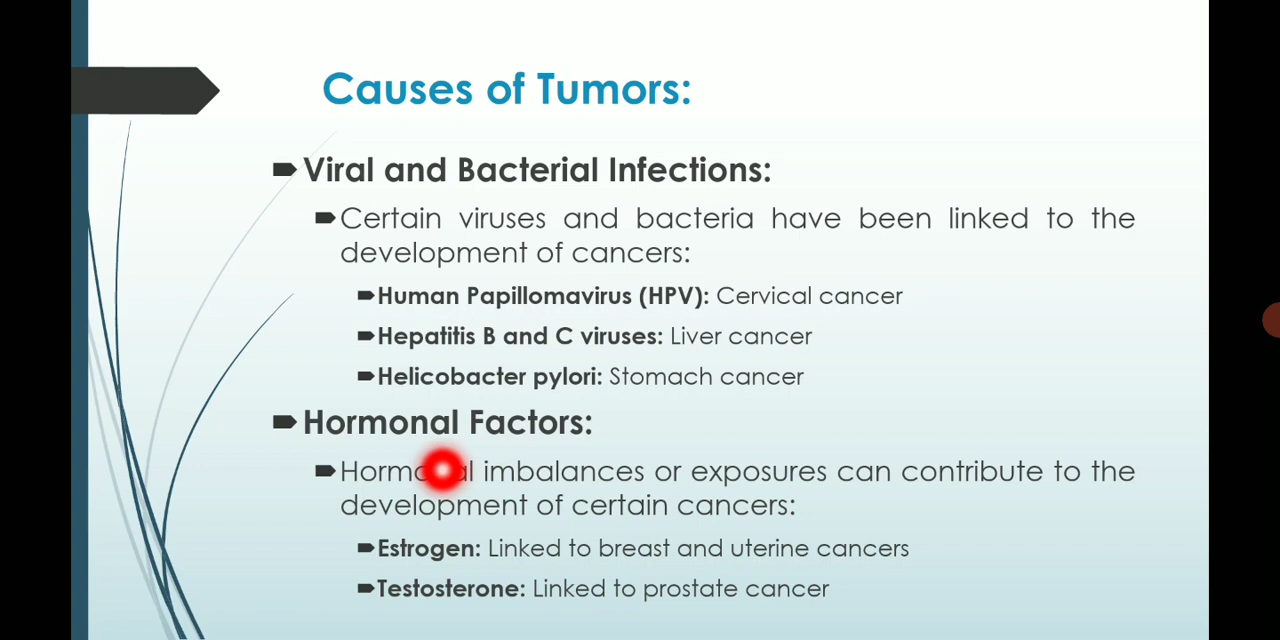 Causes of Tumors:
Viral and Bacterial Infections:
Certain viruses and bacteria have been linked to the
development of cancers:
Human Papillomavirus (HPV): Cervical cancer
Hepatitis B and C viruses: Liver cancer
Helicobacter pylori: Stomach cancer
Hormonal Factors:
Hormonal imbalances or exposures can contribute to the
development of certain cancers:
Estrogen: Linked to breast and uterine cancers
Testosterone: Linked to prostate cancer